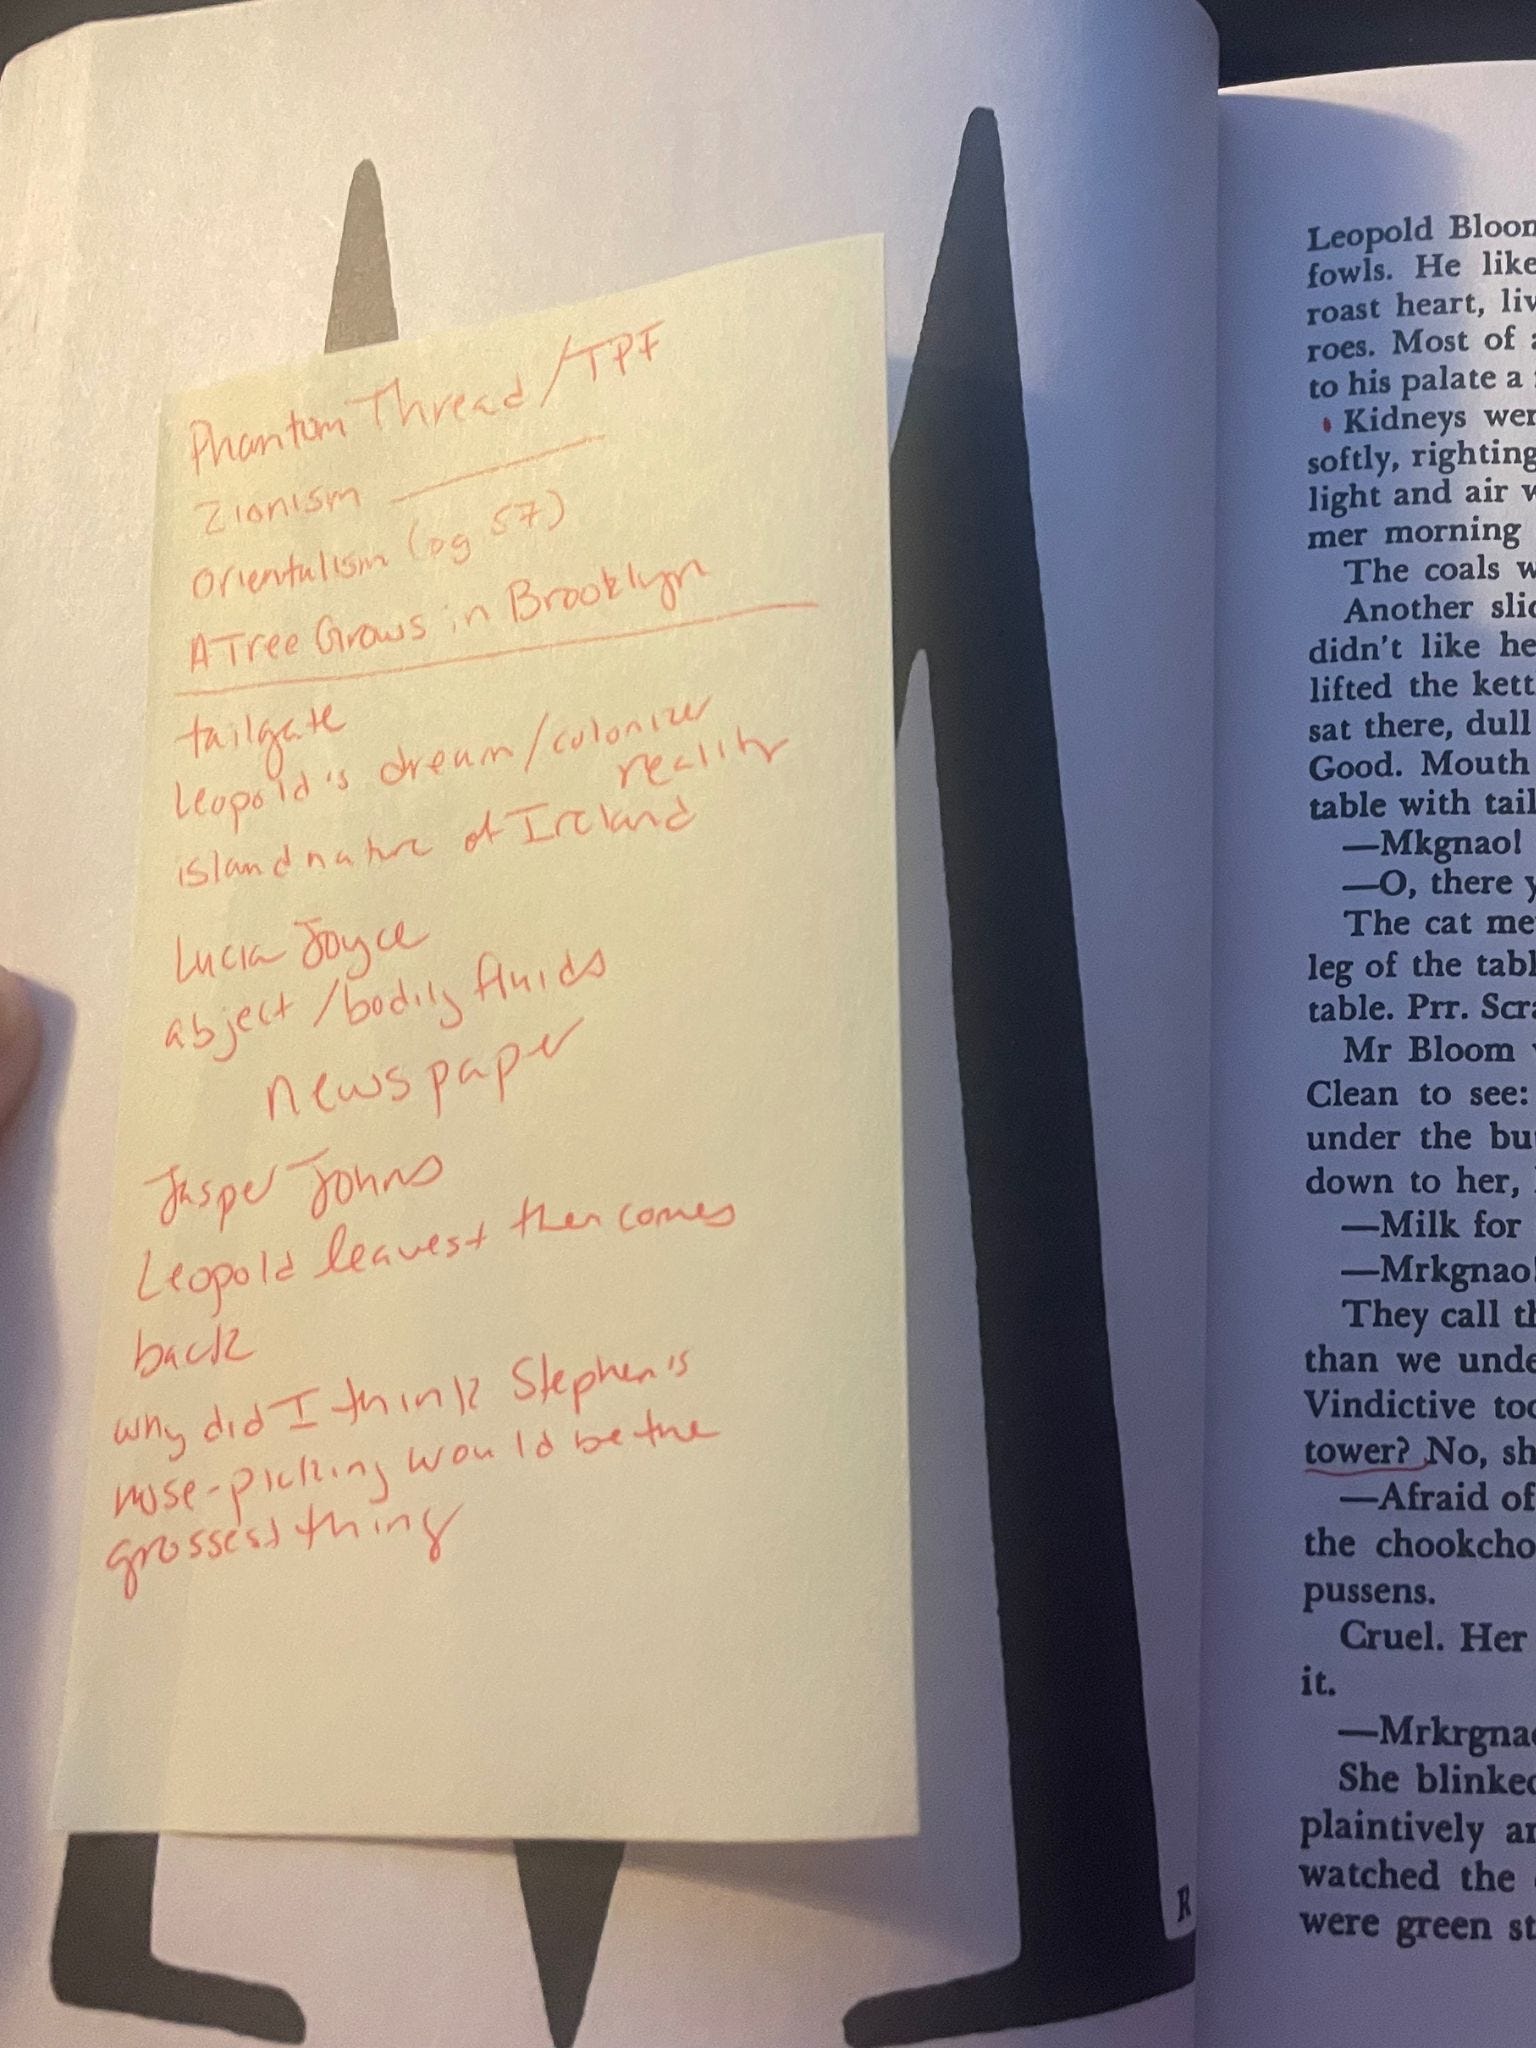 Phantom Thread/TPF
Zionism
Orientalism (pg 57)
A Tree Grows in Brooklyn
tailgate
Leopold's dream/colonizer
reality
island nature of Ireland
Lucia Joyce
abject/bodily fluids
newspaper
Jasper Johns
Leopold leaves + then comes
back
why did I think Stephen's
nose-picking would be the
grossest thing
R
Leopold Bloom
fowls. He like
roast heart, liv
roes. Most of a
to his palate a
Kidneys wer
softly, righting
light and air w
mer morning
The coals w
Another slic
didn't like he
lifted the kett
sat there, dull
Good. Mouth
table with tail
—Mkgnao!
—O, there y
The cat me
leg of the tabl
table. Prr. Scra
Mr Bloom
Clean to see:
under the bu
down to her,
—Milk for
—Mrkgnao!
They call th
than we unde
Vindictive too
tower? No, sh
—Afraid of
the chookcho
pussens.
Cruel. Her
it.
—Mrkrgnao
She blinked
plaintively an
watched the
were green st